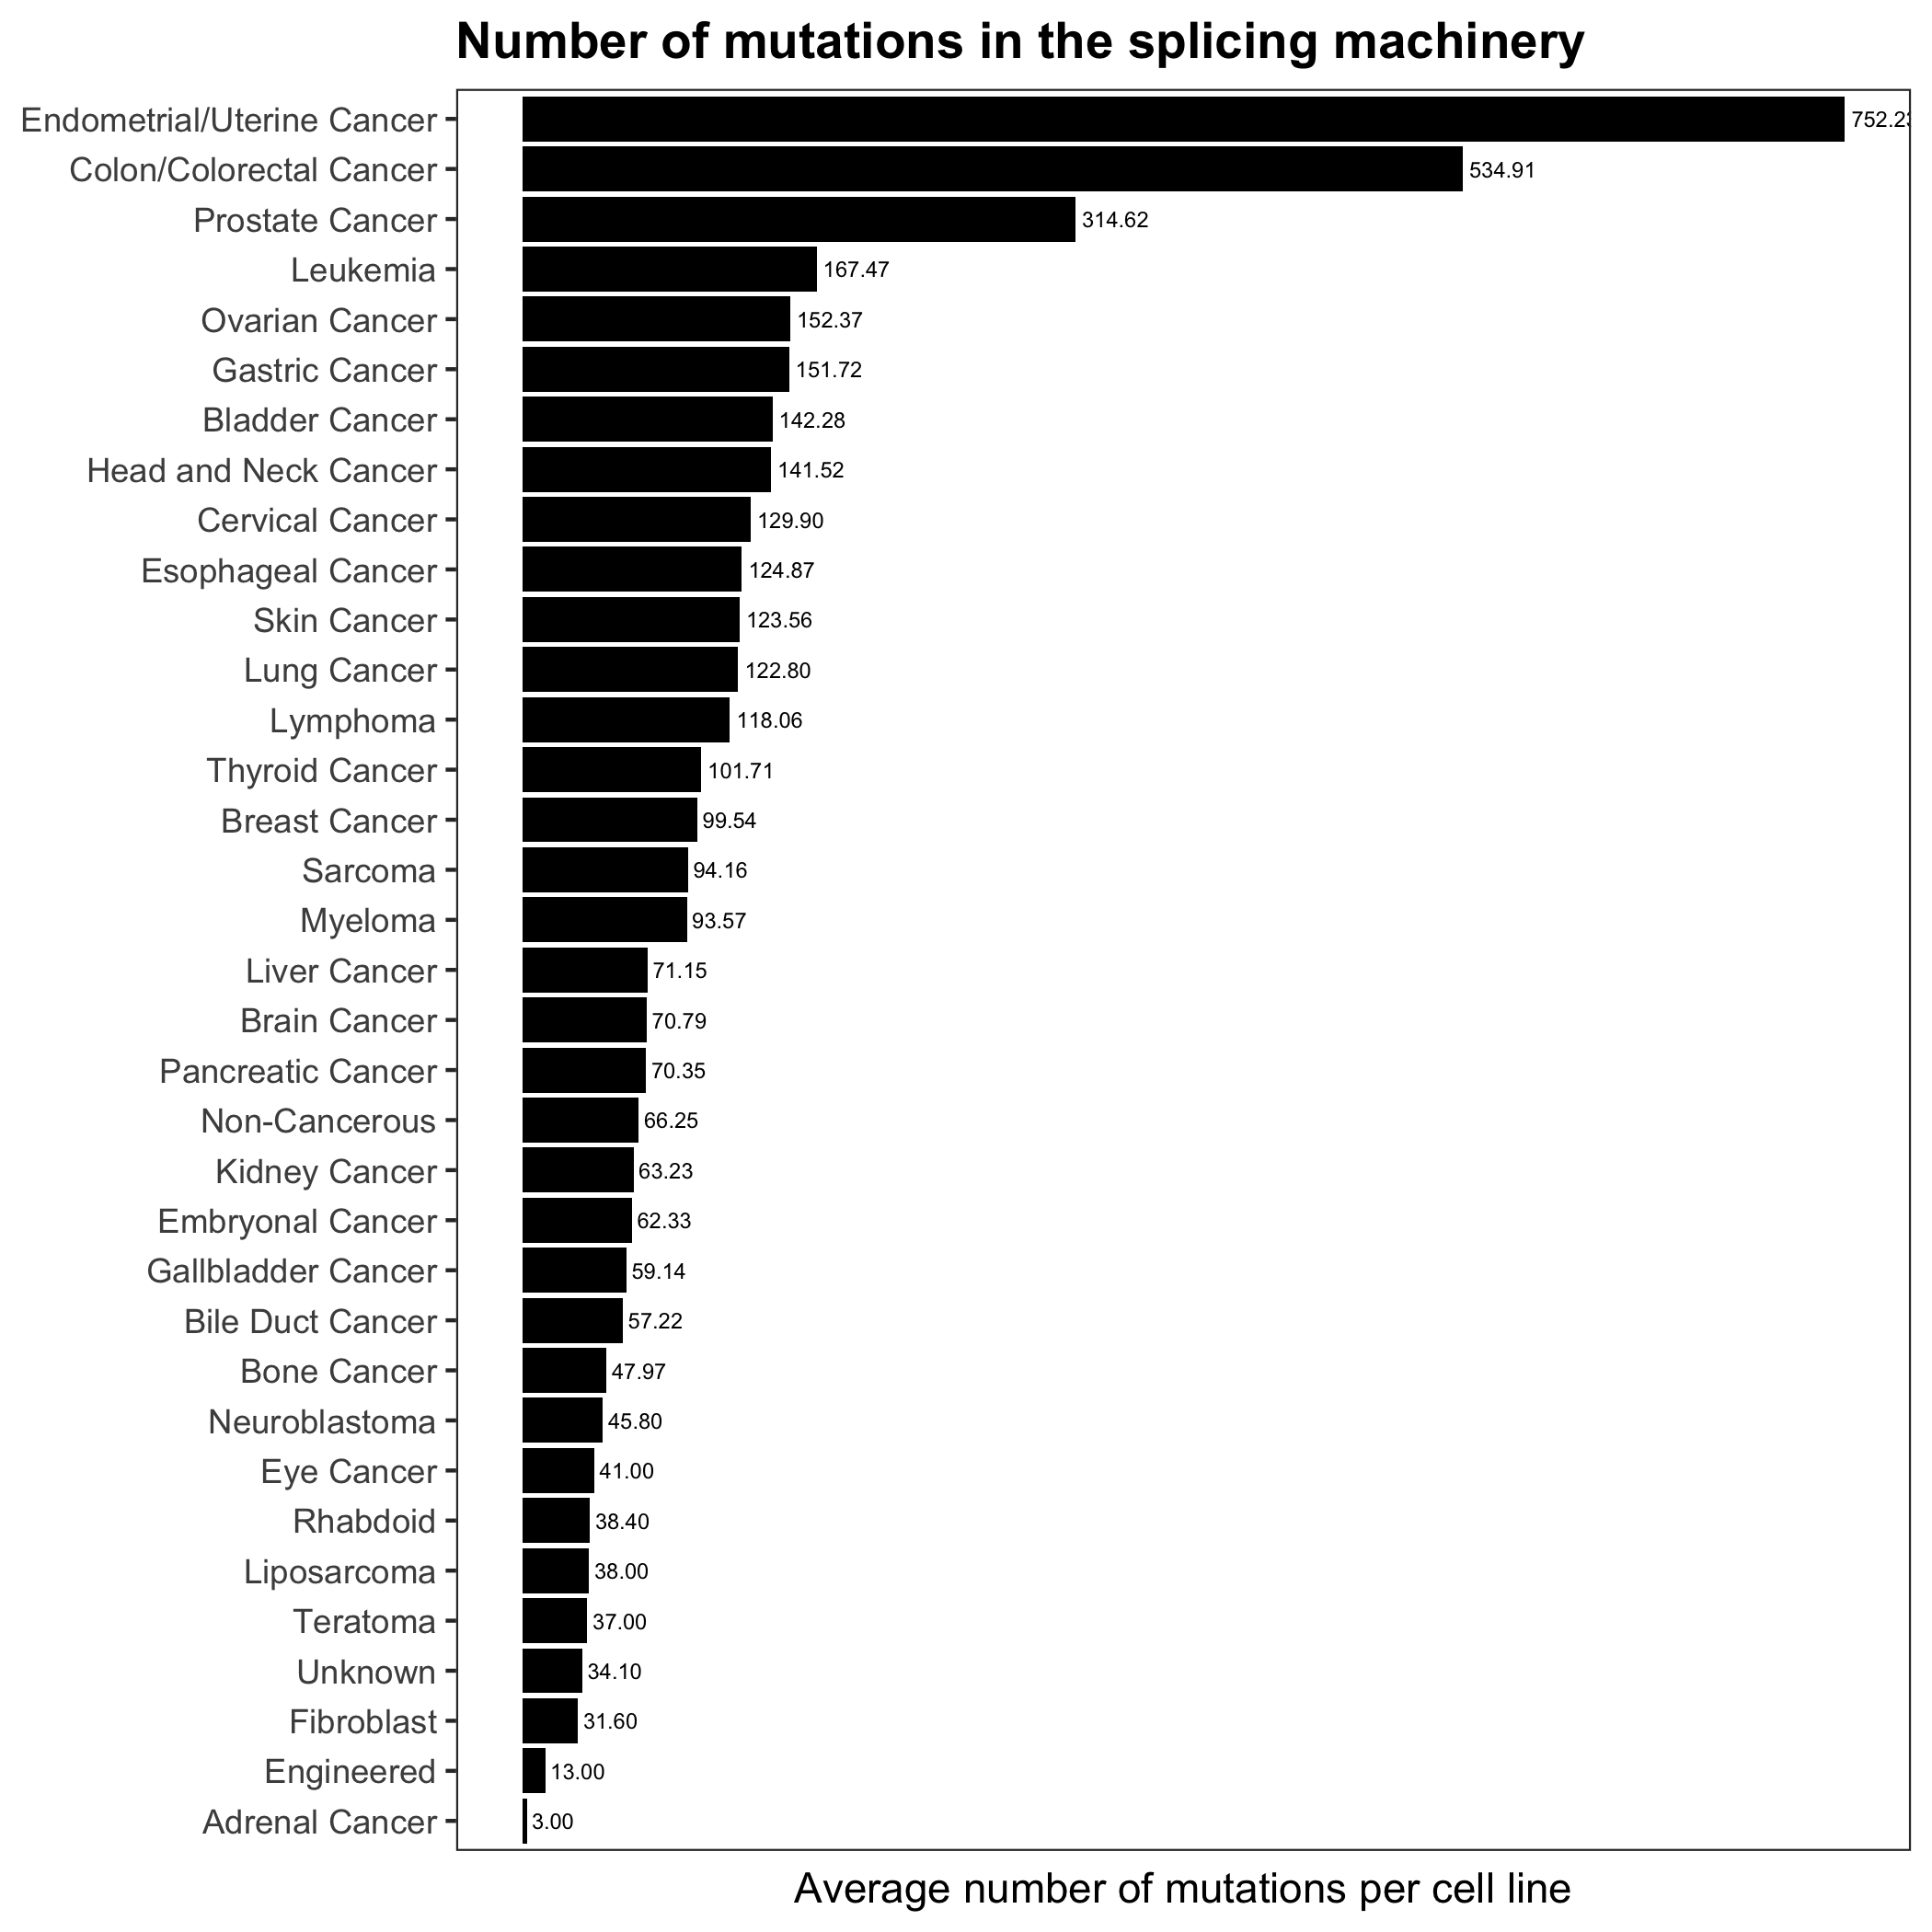 Number of mutations in the splicing machinery
Endometrial/Uterine Cancer 752.23
Colon/Colorectal Cancer 534.91
Prostate Cancer 314.62
Leukemia 167.47
Ovarian Cancer 152.37
Gastric Cancer 151.72
Bladder Cancer 142.28
Head and Neck Cancer 141.52
Cervical Cancer 129.90
Esophageal Cancer 124.87
Skin Cancer 123.56
Lung Cancer 122.80
Lymphoma 118.06
Thyroid Cancer 101.71
Breast Cancer 99.54
Sarcoma 94.16
Myeloma 93.57
Liver Cancer 71.15
Brain Cancer 70.79
Pancreatic Cancer 70.35
Non-Cancerous 66.25
Kidney Cancer 63.23
Embryonal Cancer 62.33
Gallbladder Cancer 59.14
Bile Duct Cancer 57.22
Bone Cancer 47.97
Neuroblastoma 45.80
Eye Cancer 41.00
Rhabdoid 38.40
Liposarcoma 38.00
Teratoma 37.00
Unknown 34.10
Fibroblast 31.60
Engineered 13.00
Adrenal Cancer 3.00
Average number of mutations per cell line